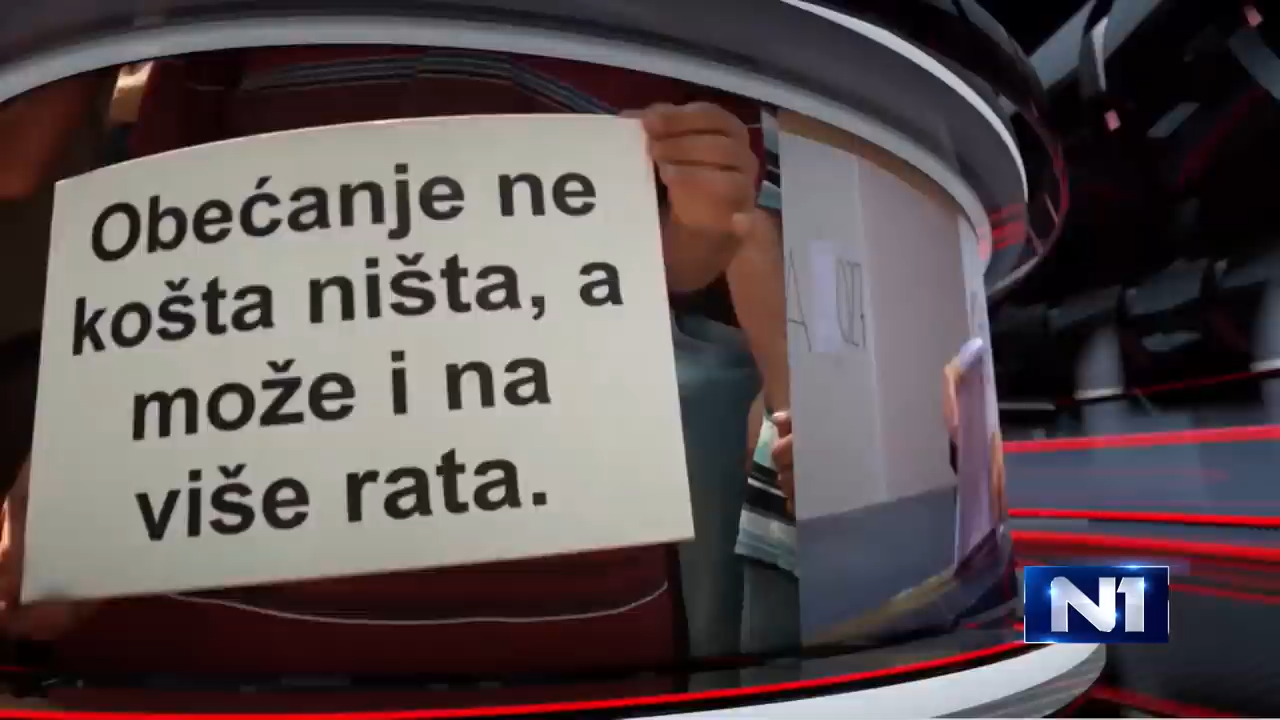 Obećanje ne
košta ništa, a
može i na
više rata.
N1